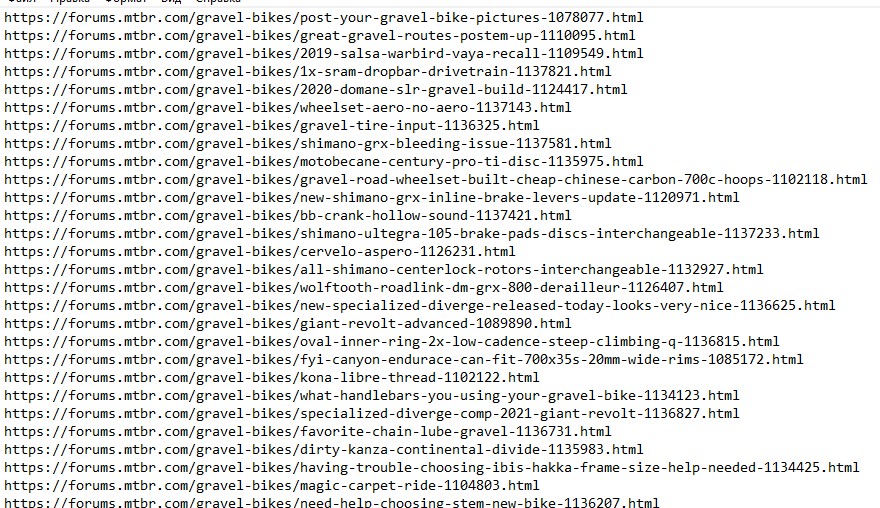 Файл Правка Формат Вид Справка
https://forums.mtbr.com/gravel-bikes/post-your-gravel-bike-pictures-1078077.html
https://forums.mtbr.com/gravel-bikes/great-gravel-routes-postem-up-1110095.html
https://forums.mtbr.com/gravel-bikes/2019-salsa-warbird-vaya-recall-1109549.html
https://forums.mtbr.com/gravel-bikes/1x-sram-dropbar-drivetrain-1137821.html
https://forums.mtbr.com/gravel-bikes/2020-domane-slr-gravel-build-1124417.html
https://forums.mtbr.com/gravel-bikes/wheelset-aero-no-aero-1137143.html
https://forums.mtbr.com/gravel-bikes/gravel-tire-input-1136325.html
https://forums.mtbr.com/gravel-bikes/shimano-grx-bleeding-issue-1137581.html
https://forums.mtbr.com/gravel-bikes/motobecane-century-pro-ti-disc-1135975.html
https://forums.mtbr.com/gravel-bikes/gravel-road-wheelset-built-cheap-chinese-carbon-700c-hoops-1102118.html
https://forums.mtbr.com/gravel-bikes/new-shimano-grx-inline-brake-levers-update-1120971.html
https://forums.mtbr.com/gravel-bikes/bb-crank-hollow-sound-1137421.html
https://forums.mtbr.com/gravel-bikes/shimano-ultegra-105-brake-pads-discs-interchangeable-1137233.html
https://forums.mtbr.com/gravel-bikes/cervelo-aspero-1126231.html
https://forums.mtbr.com/gravel-bikes/all-shimano-centerlock-rotors-interchangeable-1132927.html
https://forums.mtbr.com/gravel-bikes/wolftooth-roadlink-dm-grx-800-derailleur-1126407.html
https://forums.mtbr.com/gravel-bikes/new-specialized-diverge-released-today-looks-very-nice-1136625.html
https://forums.mtbr.com/gravel-bikes/giant-revolt-advanced-1089890.html
https://forums.mtbr.com/gravel-bikes/oval-inner-ring-2x-low-cadence-steep-climbing-q-1136815.html
https://forums.mtbr.com/gravel-bikes/fyi-canyon-endurace-can-fit-700x35s-20mm-wide-rims-1085172.html
https://forums.mtbr.com/gravel-bikes/kona-libre-thread-1102122.html
https://forums.mtbr.com/gravel-bikes/what-handlebars-you-using-your-gravel-bike-1134123.html
https://forums.mtbr.com/gravel-bikes/specialized-diverge-comp-2021-giant-revolt-1136827.html
https://forums.mtbr.com/gravel-bikes/favorite-chain-lube-gravel-1136731.html
https://forums.mtbr.com/gravel-bikes/dirty-kanza-continental-divide-1135983.html
https://forums.mtbr.com/gravel-bikes/having-trouble-choosing-ibis-hakka-frame-size-help-needed-1134425.html
https://forums.mtbr.com/gravel-bikes/magic-carpet-ride-1104803.html
https://forums.mtbr.com/gravel-bikes/need-help-choosing-stem-new-bike-1136207.html